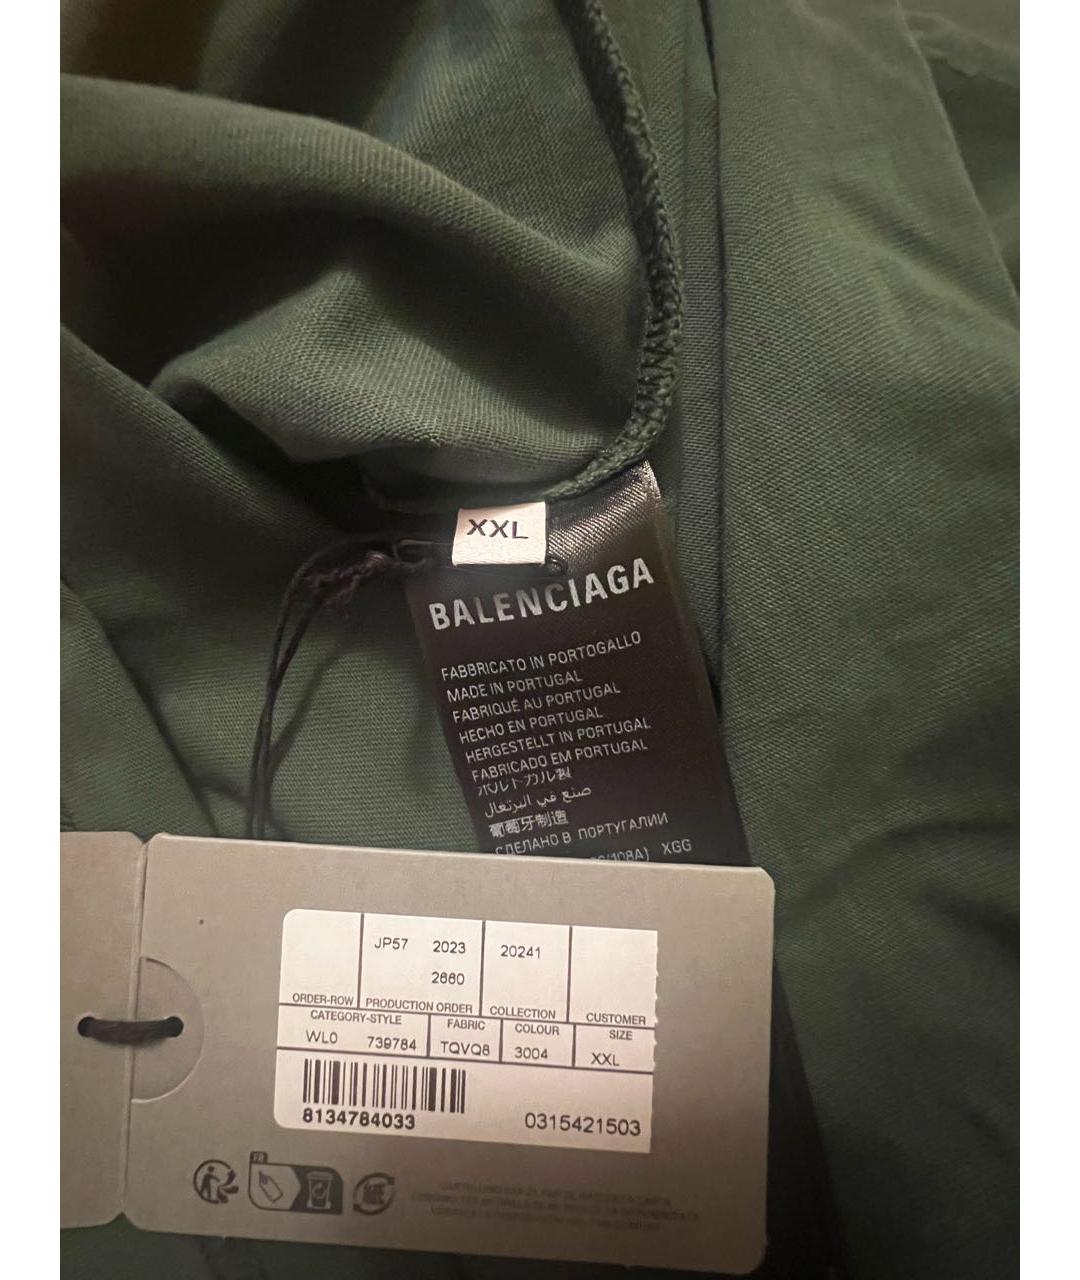 XXL
BALENCIAGA
FABBRICATO IN PORTOGALLO
MADE IN PORTUGAL
FABRIQUÉ AU PORTUGAL
HECHO EN PORTUGAL
HERGESTELLT IN PORTUGAL
FABRICADO EM PORTUGAL
ポルトガル製
صنع في البرتغال
葡萄牙制造
СДЕЛАНО В ПОРТУГАЛИИ
XGG
JP57 2023 20241
2660
ORDER-ROW PRODUCTION ORDER COLLECTION CUSTOMER
CATEGORY-STYLE FABRIC COLOUR SIZE
WL0 739784 TQVQ8 3004 XXL
8134784033 0315421503
FR